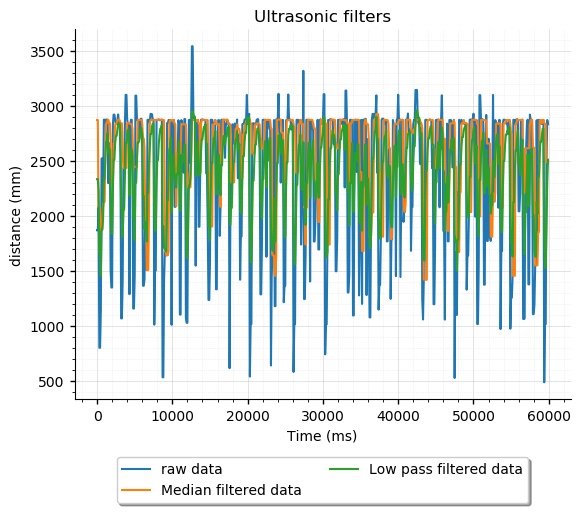 Ultrasonic filters
3500
3000
2500
2000
1500
1000
500
distance (mm)
0 10000 20000 30000 40000 50000 60000
Time (ms)
raw data
Median filtered data
Low pass filtered data